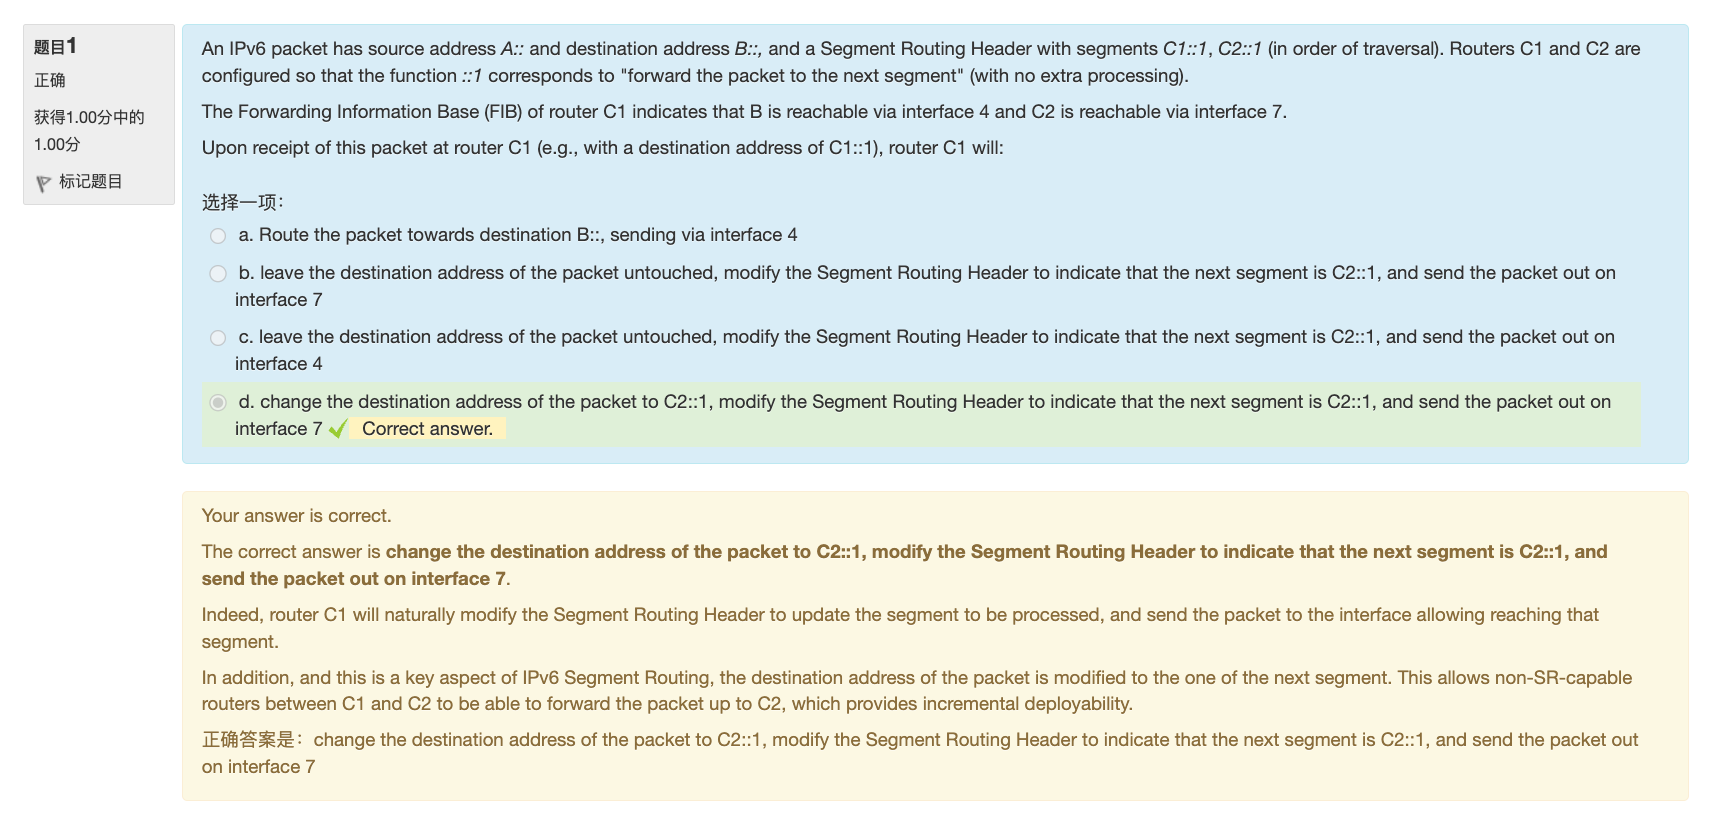 题目1
正确
获得1.00分中的
1.00分
标记题目
An IPv6 packet has source address A:: and destination address B::, and a Segment Routing Header with segments C1::1, C2::1 (in order of traversal). Routers C1 and C2 are
configured so that the function ::1 corresponds to "forward the packet to the next segment" (with no extra processing).
The Forwarding Information Base (FIB) of router C1 indicates that B is reachable via interface 4 and C2 is reachable via interface 7.
Upon receipt of this packet at router C1 (e.g., with a destination address of C1::1), router C1 will:
选择一项：
a. Route the packet towards destination B::, sending via interface 4
b. leave the destination address of the packet untouched, modify the Segment Routing Header to indicate that the next segment is C2::1, and send the packet out on
interface 7
c. leave the destination address of the packet untouched, modify the Segment Routing Header to indicate that the next segment is C2::1, and send the packet out on
interface 4
d. change the destination address of the packet to C2::1, modify the Segment Routing Header to indicate that the next segment is C2::1, and send the packet out on
interface 7 Correct answer.
Your answer is correct.
The correct answer is change the destination address of the packet to C2::1, modify the Segment Routing Header to indicate that the next segment is C2::1, and
send the packet out on interface 7.
Indeed, router C1 will naturally modify the Segment Routing Header to update the segment to be processed, and send the packet to the interface allowing reaching that
segment.
In addition, and this is a key aspect of IPv6 Segment Routing, the destination address of the packet is modified to the one of the next segment. This allows non-SR-capable
routers between C1 and C2 to be able to forward the packet up to C2, which provides incremental deployability.
正确答案是：change the destination address of the packet to C2::1, modify the Segment Routing Header to indicate that the next segment is C2::1, and send the packet out
on interface 7